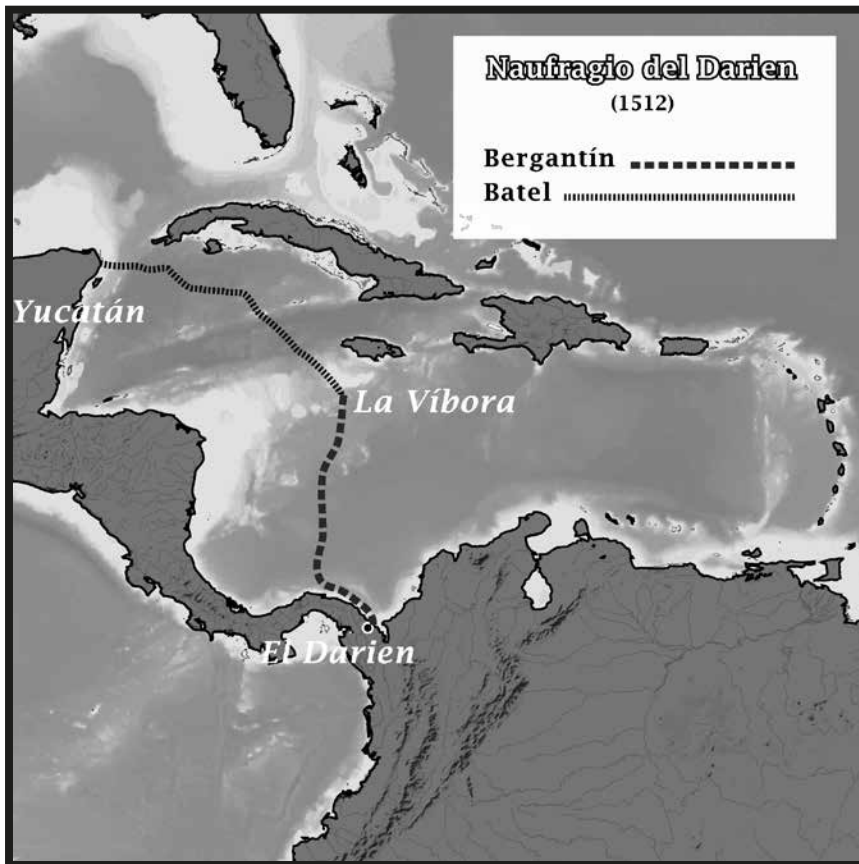 Naufragio del Darien
(1512)
Bergantín
Batel
Yucatán
La Víbora
El Darien